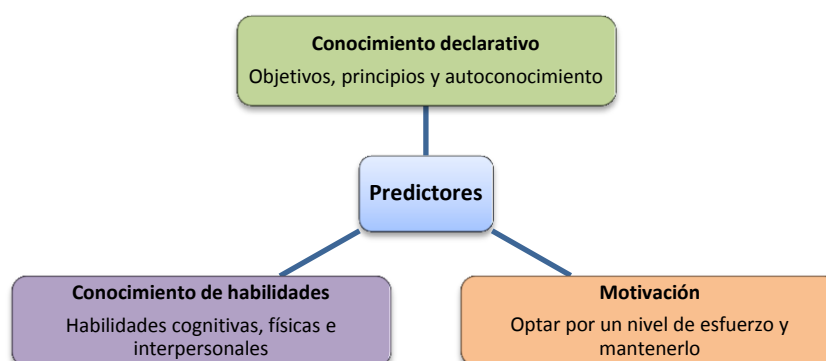 Conocimiento declarativo
Objetivos, principios y autoconocimiento
Predictores
Conocimiento de habilidades
Habilidades cognitivas, físicas e
interpersonales
Motivación
Optar por un nivel de esfuerzo y
mantenerlo